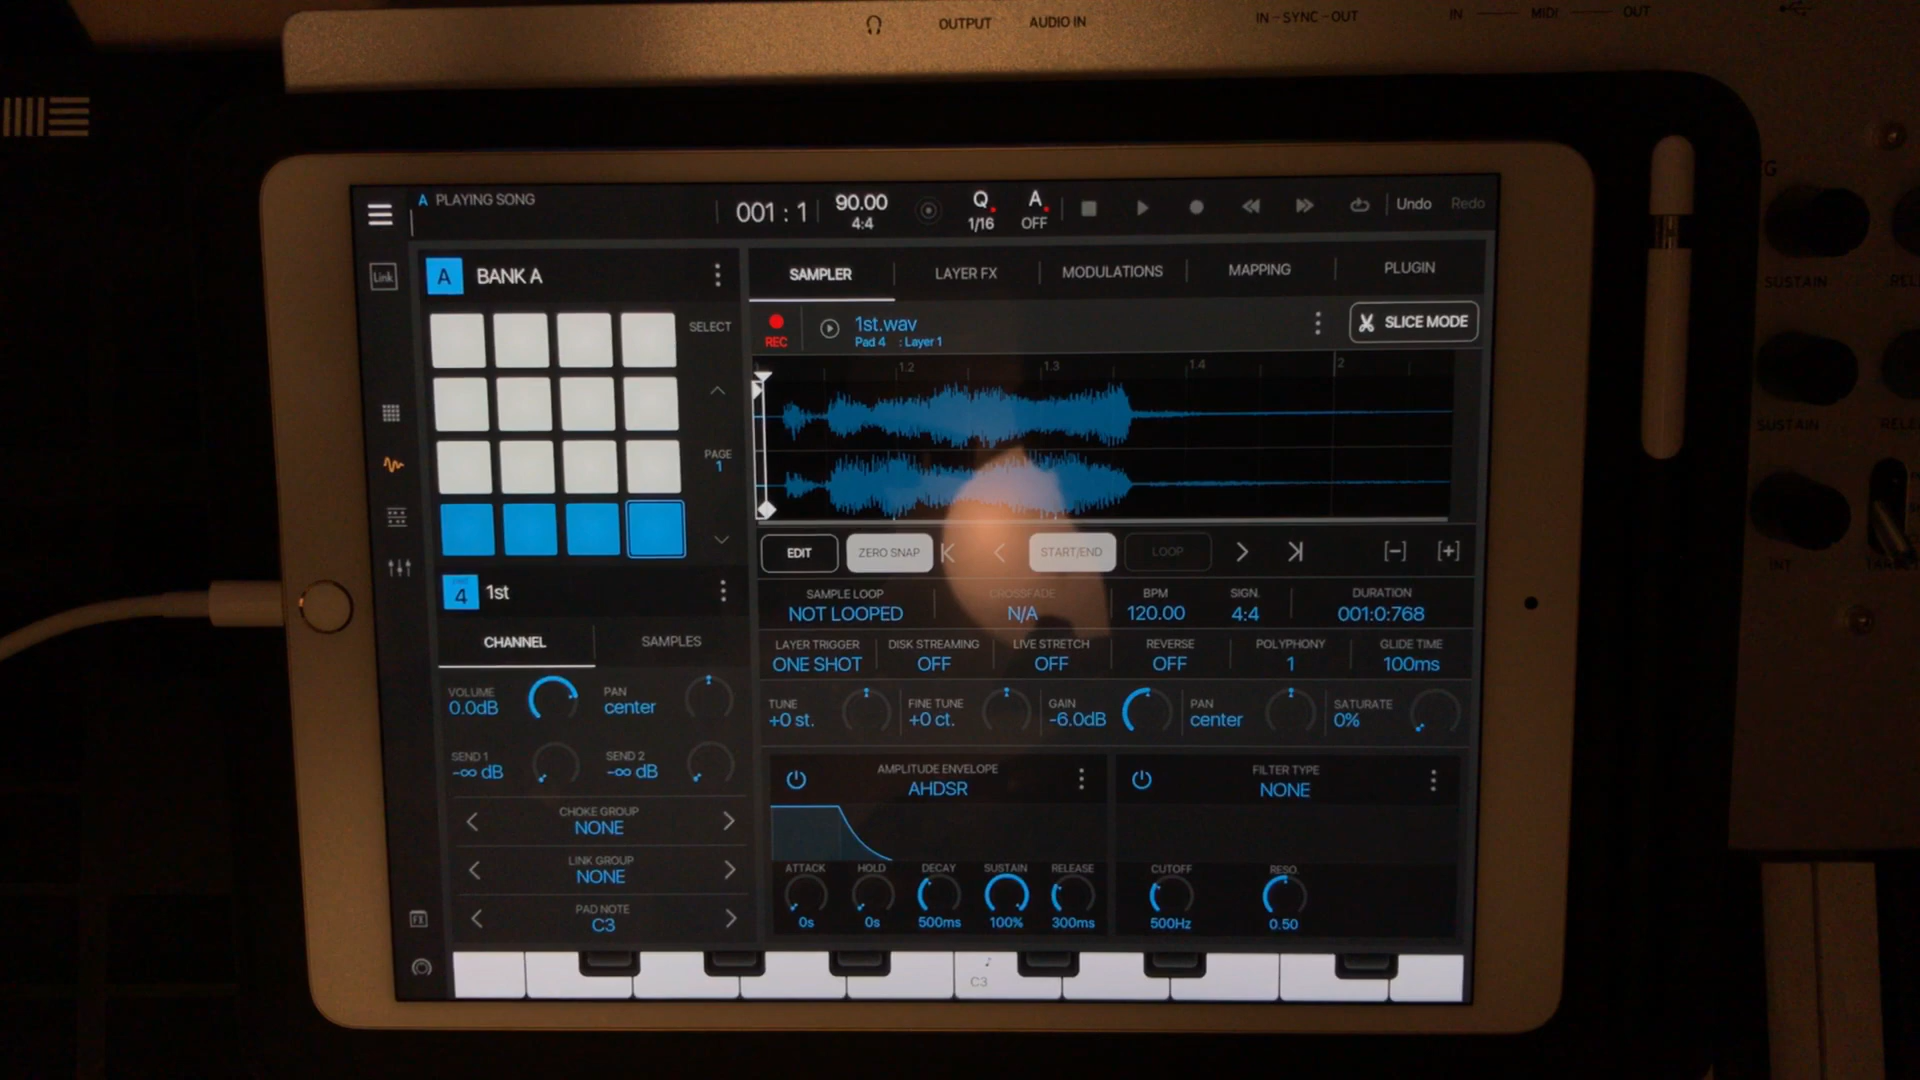 OUTPUT
AUDIO IN
IN - SYNC - OUT
IN — MIDI — OUT
A PLAYING SONG
001 : 1
90.00
4:4
Q
1/16
A
OFF
Undo
Redo
Link
A BANK A
SELECT
PAGE
1
4 1st
CHANNEL
SAMPLES
VOLUME
0.0dB
PAN
center
SEND 1
-∞ dB
SEND 2
-∞ dB
CHOKE GROUP
NONE
LINK GROUP
NONE
PAD NOTE
C3
FX
SAMPLER
LAYER FX
MODULATIONS
MAPPING
PLUGIN
REC
1st.wav
Pad 4 : Layer 1
SLICE MODE
1.2
1.3
1.4
2
EDIT
ZERO SNAP
START/END
LOOP
[-]
[+]
SAMPLE LOOP
NOT LOOPED
CROSSFADE
N/A
BPM
120.00
SIGN.
4:4
DURATION
001:0:768
LAYER TRIGGER
ONE SHOT
DISK STREAMING
OFF
LIVE STRETCH
OFF
REVERSE
OFF
POLYPHONY
1
GLIDE TIME
100ms
TUNE
+0 st.
FINE TUNE
+0 ct.
GAIN
-6.0dB
PAN
center
SATURATE
0%
AMPLITUDE ENVELOPE
AHDSR
ATTACK
0s
HOLD
0s
DECAY
500ms
SUSTAIN
100%
RELEASE
300ms
FILTER TYPE
NONE
CUTOFF
500Hz
RESO.
0.50
C3
SUSTAIN
SUSTAIN
INT